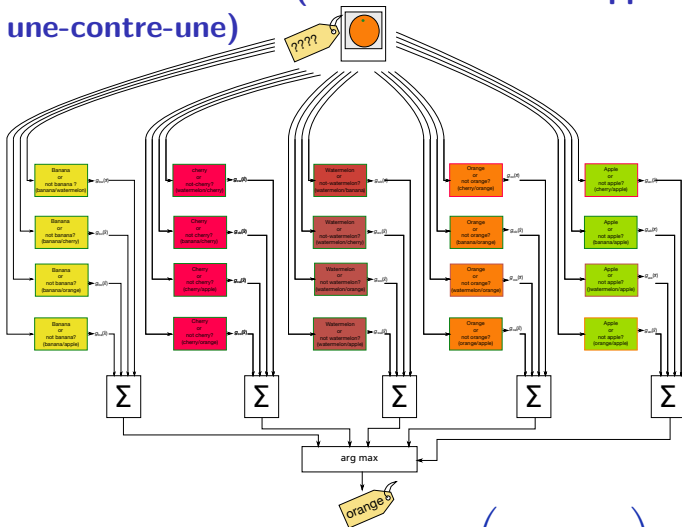 une-contre-une)
????
Banana
or
not banana ?
(banana/watermelon)
cherry
or
not-cherry?
(watermelon/cherry)
Watermelon
or
not-watermelon?
(watermelon/banana)
Orange
or
not orange?
(cherry/orange)
Apple
or
not apple?
(cherry/apple)
Banana
or
not banana?
(banana/cherry)
Cherry
or
not cherry?
(banana/cherry)
Watermelon
or
not-watermelon?
(watermelon/cherry)
Orange
or
not orange?
(banana/orange)
Apple
or
not apple?
(banana/apple)
Banana
or
not banana?
(banana/orange)
Cherry
or
not cherry?
(cherry/apple)
Watermelon
or
not watermelon?
(watermelon/orange)
Orange
or
not orange?
(watermelon/orange)
Apple
or
not apple?
(watermelon/apple)
Banana
or
not banana?
(banana/apple)
Cherry
or
not cherry?
(cherry/orange)
Watermelon
or
not watermelon?
(watermelon/apple)
Orange
or
not orange?
(orange/apple)
Apple
or
not apple?
(orange/apple)
Σ Σ Σ Σ Σ
arg max
orange